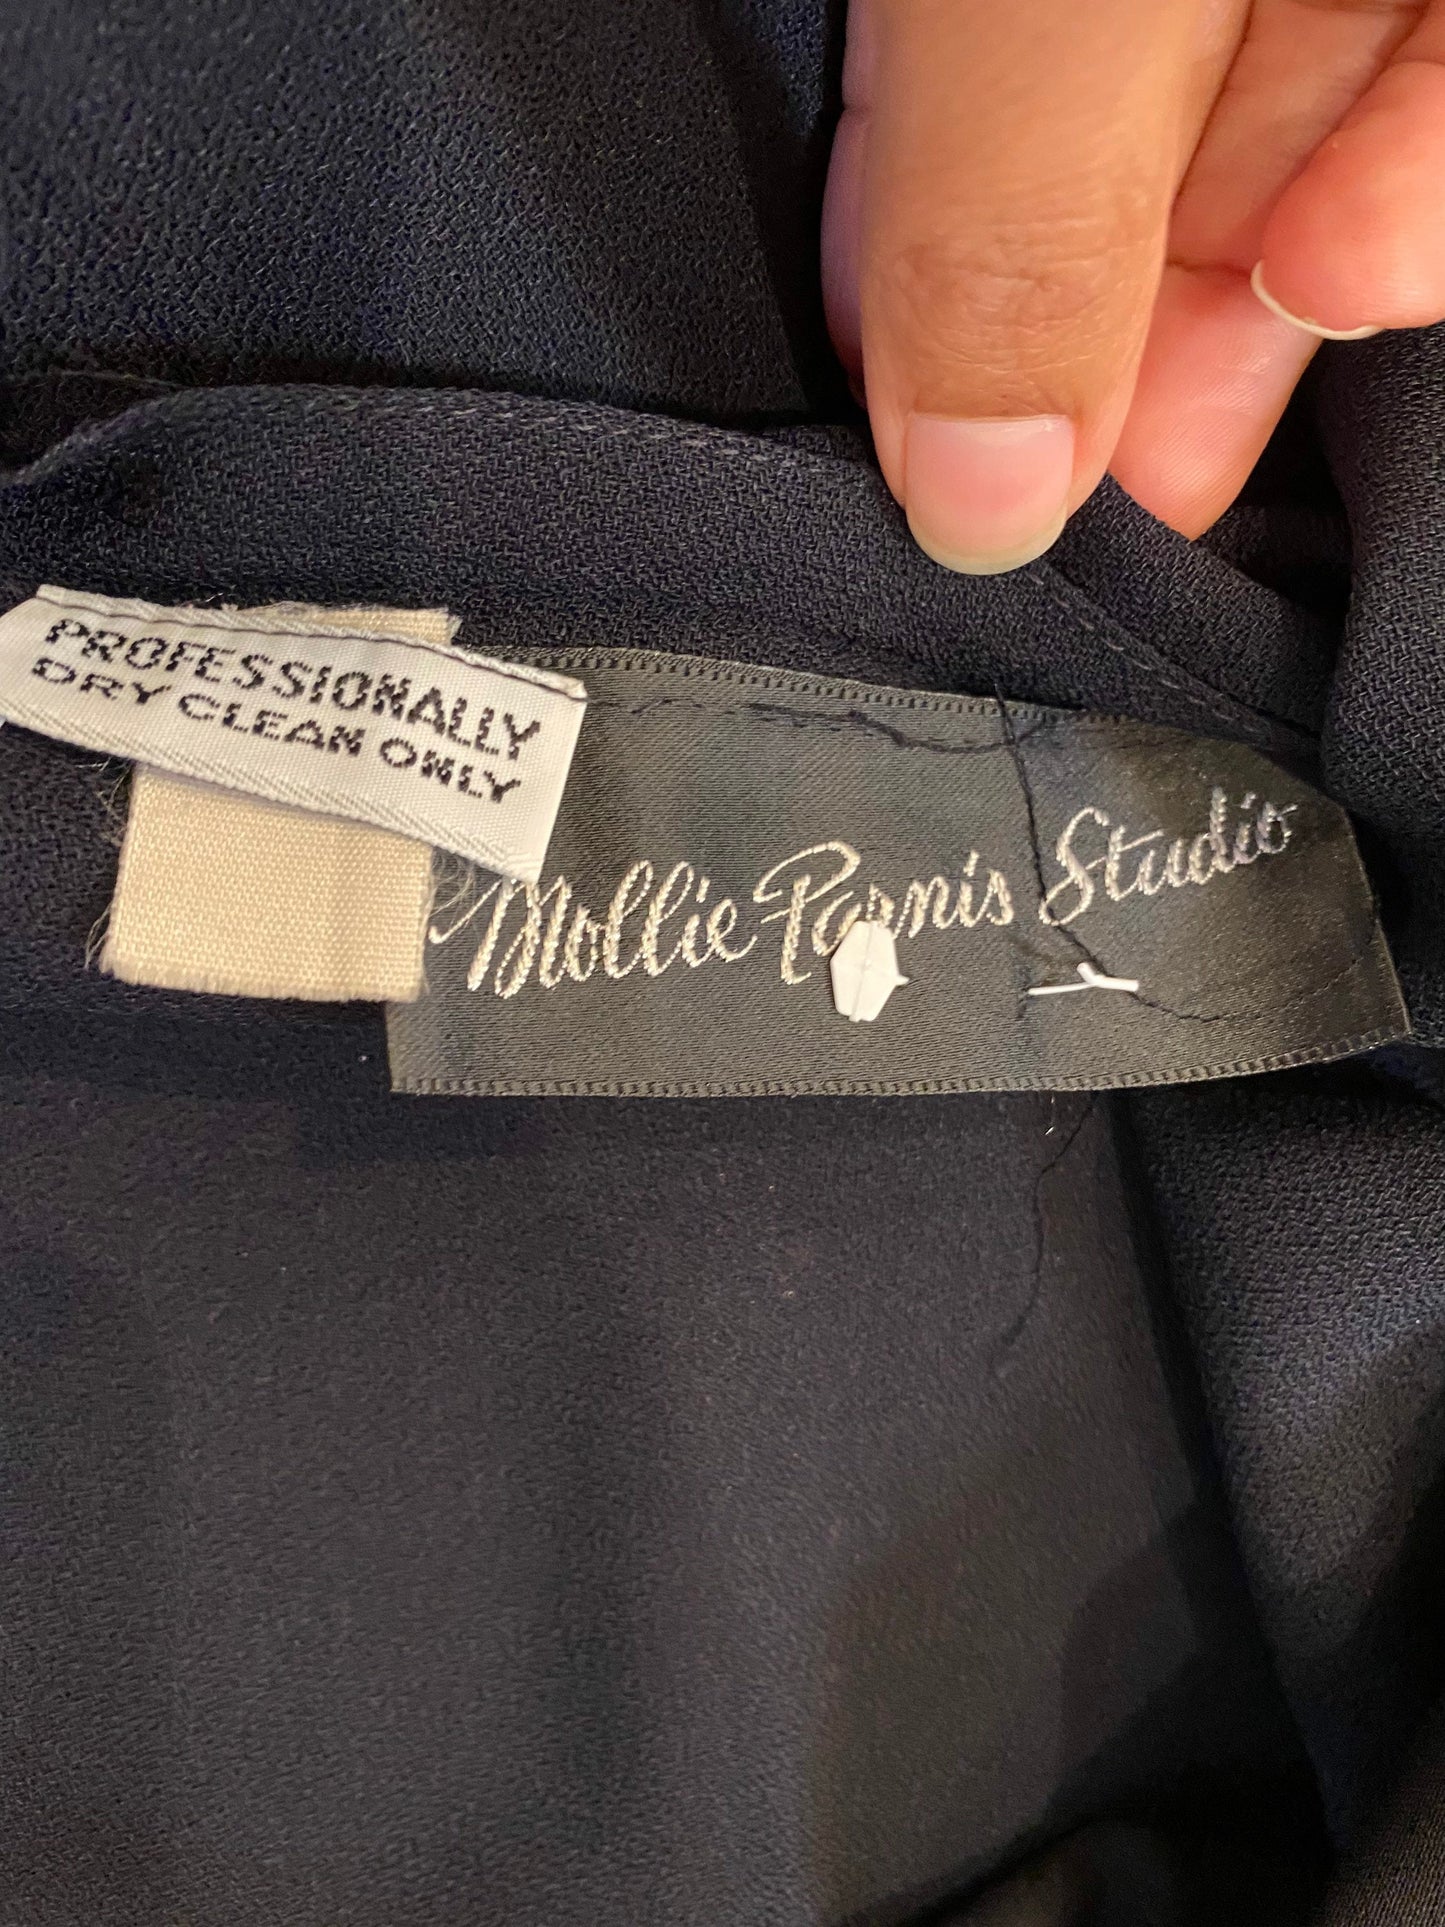 PROFESSIONALLY
DRY CLEAN ONLY
Mollie Parnis Studio